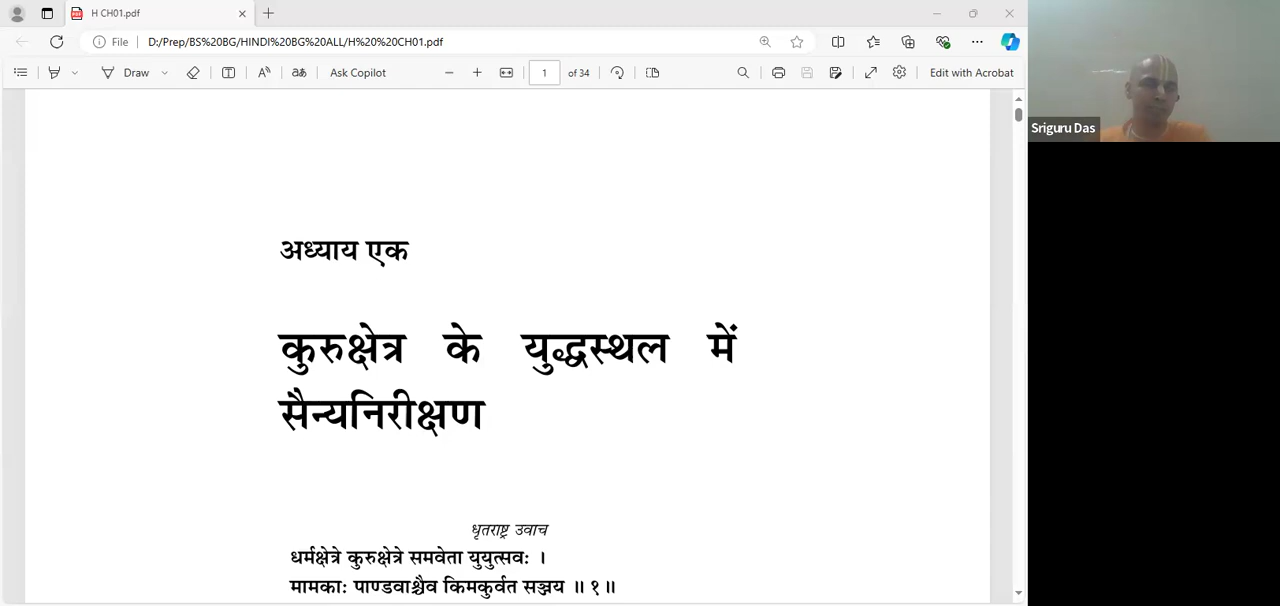 H CH01.pdf
File D:/Prep/BS%20BG/HINDI%20BG%20ALL/H%20%20CH01.pdf
Draw Ask Copilot 1 of 34 Edit with Acrobat
Sriguru Das
अध्याय एक
कुरुक्षेत्र के युद्धस्थल में
सैन्यनिरीक्षण
धृतराष्ट्र उवाच
धर्मक्षेत्रे कुरुक्षेत्रे समवेता युयुत्सवः ।
मामकाः पाण्डवाश्चैव किमकुर्वत सञ्जय ॥ १॥